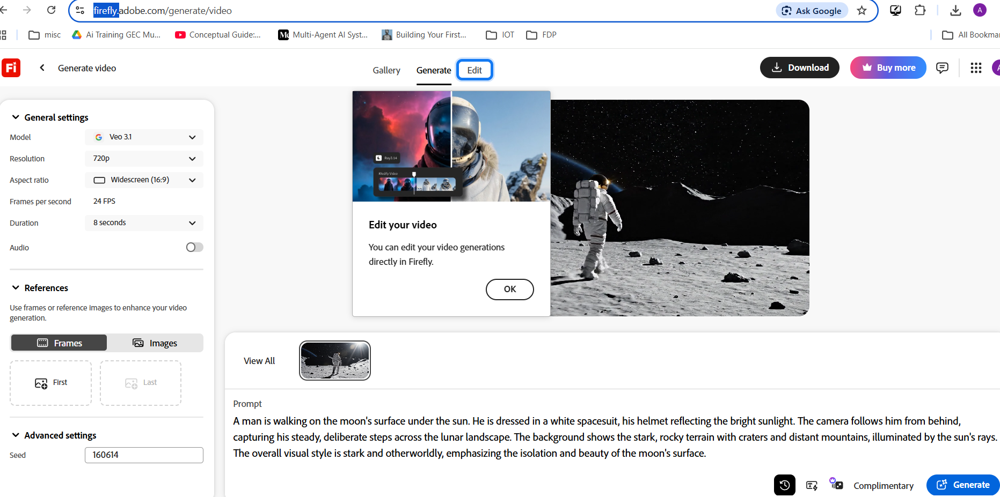 firefly.adobe.com/generate/video
Ask Google
A
misc
Ai Training GEC Mu...
Conceptual Guide:...
Multi-Agent AI Syst...
Building Your First...
IOT
FDP
All Bookmar
Fi
Generate video
Gallery
Generate
Edit
Download
Buy more
General settings
Model
Veo 3.1
Resolution
720p
Aspect ratio
Widescreen (16:9)
Frames per second
24 FPS
Duration
8 seconds
Audio
Ray3.14
Modify Video
Edit your video
You can edit your video generations
directly in Firefly.
OK
References
Use frames or reference images to enhance your video
generation.
Frames
Images
First
Last
Advanced settings
Seed
160614
View All
Prompt
A man is walking on the moon's surface under the sun. He is dressed in a white spacesuit, his helmet reflecting the bright sunlight. The camera follows him from behind,
capturing his steady, deliberate steps across the lunar landscape. The background shows the stark, rocky terrain with craters and distant mountains, illuminated by the sun's rays.
The overall visual style is stark and otherworldly, emphasizing the isolation and beauty of the moon's surface.
Complimentary
Generate